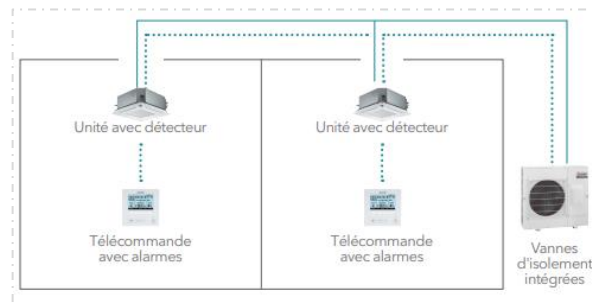 Unité avec détecteur
Unité avec détecteur
Télécommande
avec alarmes
Télécommande
avec alarmes
Vannes
d'isolement
intégrées